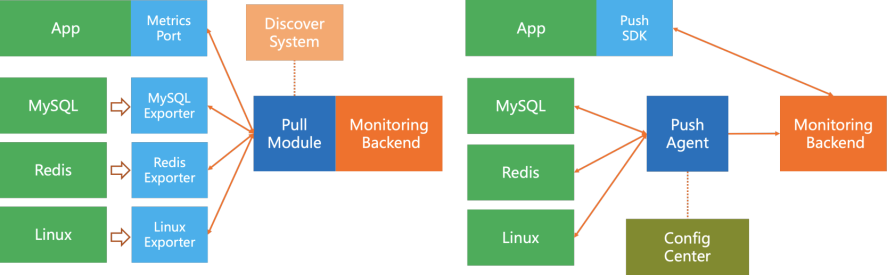 App
Metrics
Port
Discover
System
MySQL
MySQL
Exporter
Pull
Module
Monitoring
Backend
Redis
Redis
Exporter
Linux
Linux
Exporter
App
Push
SDK
MySQL
Push
Agent
Monitoring
Backend
Redis
Linux
Config
Center